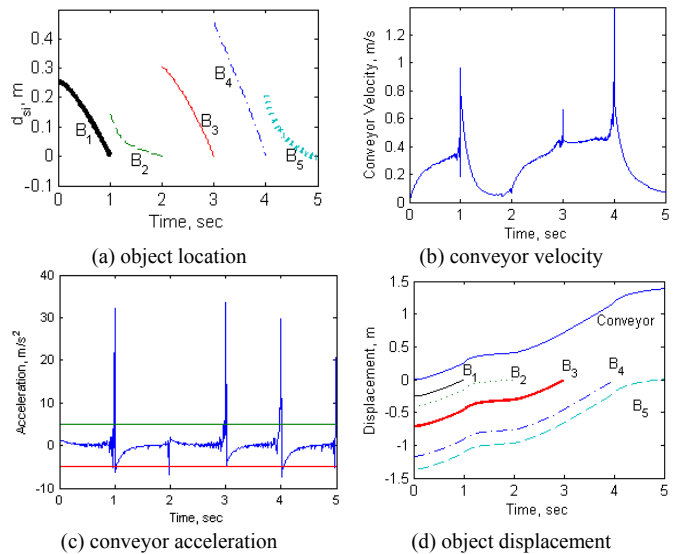 0.4
0.3
0.2
0.1
0
-0.1
d_si, m
B_1
B_2
B_3
B_4
B_5
0 1 2 3 4 5
Time, sec
(a) object location
1.4
1.2
1
0.8
0.6
0.4
0.2
0
Conveyor Velocity, m/s
0 1 2 3 4 5
Time, sec
(b) conveyor velocity
40
30
20
10
0
-10
Acceleration, m/s²
0 1 2 3 4 5
Time, sec
(c) conveyor acceleration
1.5
1
0.5
0
-0.5
-1
-1.5
Displacement, m
Conveyor
B_1
B_2
B_3
B_4
B_5
0 1 2 3 4 5
Time, sec
(d) object displacement